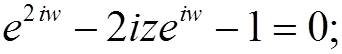 e^{2iw} − 2ize^{iw} − 1 = 0;